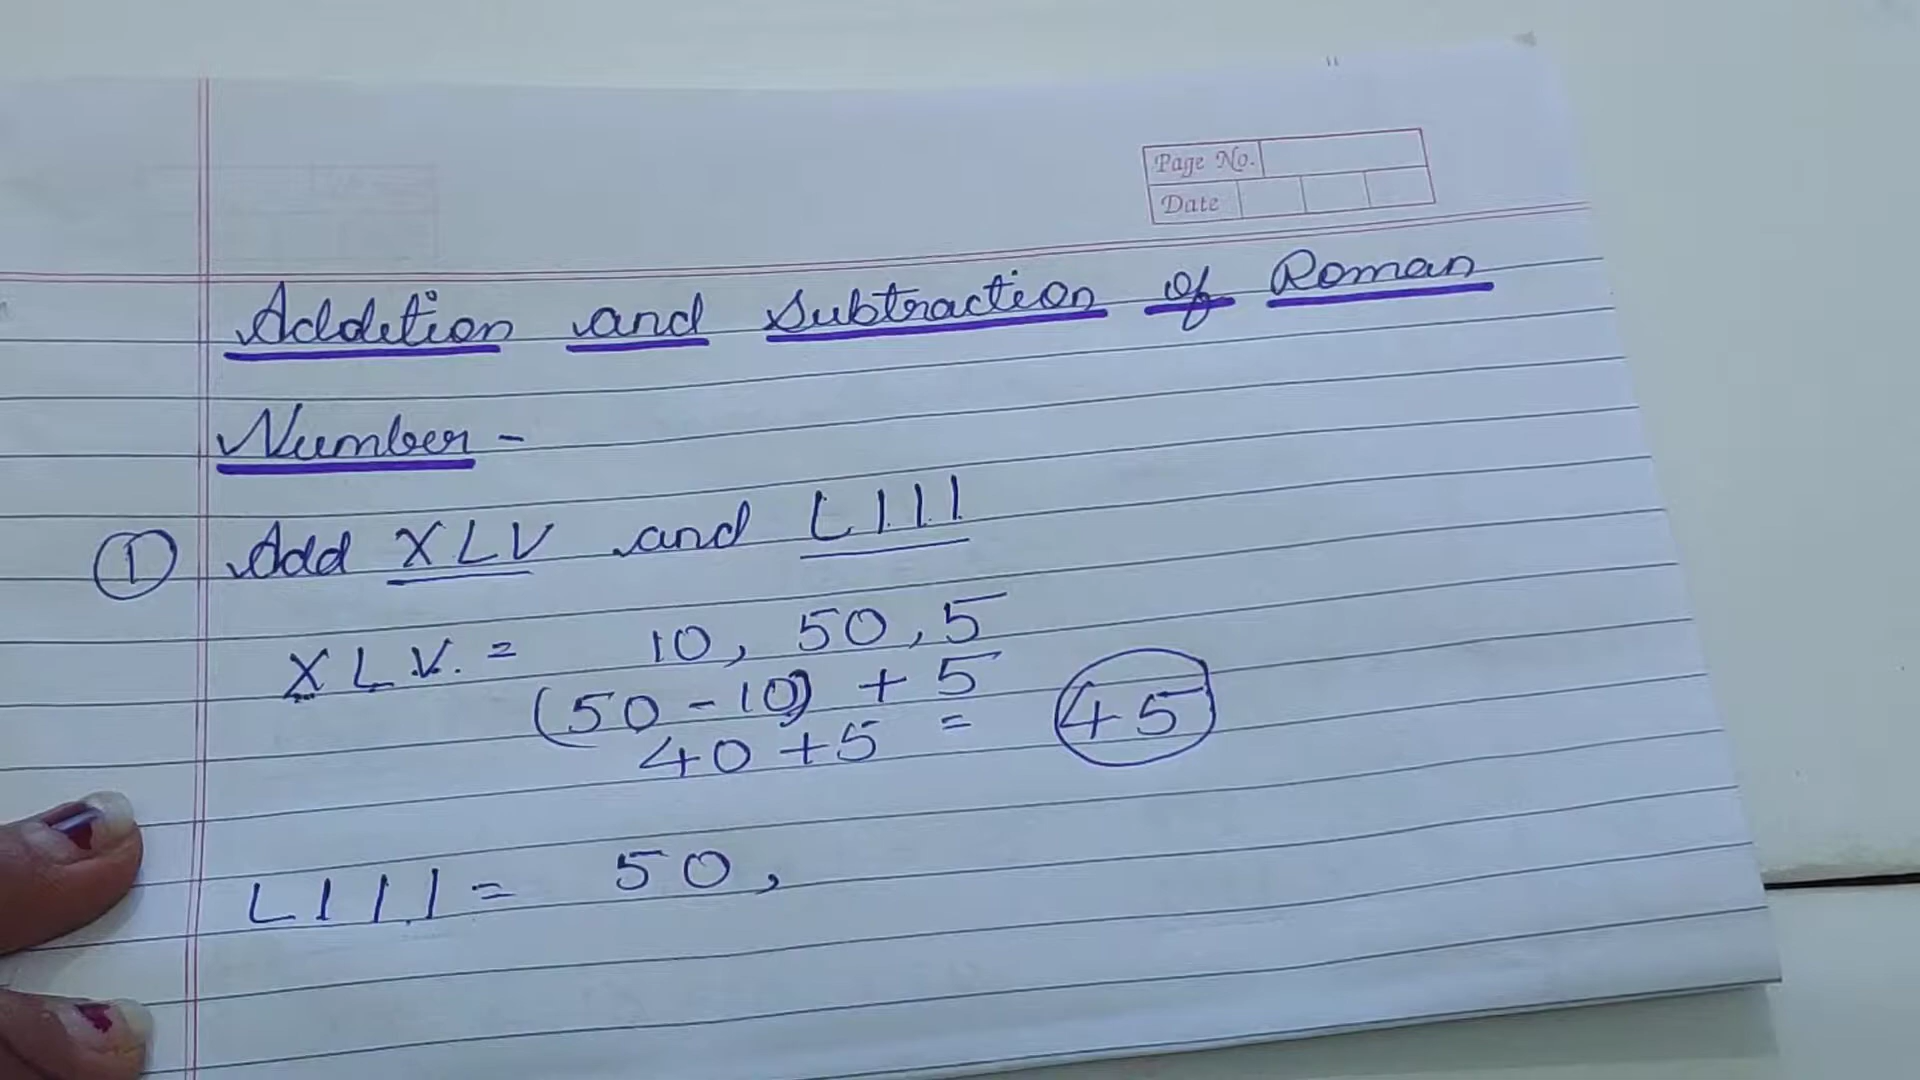 Page No.
Date
Addition and Subtraction of Roman
Number -
① Add XLV and LIII
XLV. = 10, 50, 5
(50 - 10) + 5
40 + 5 = 45
LIII = 50,